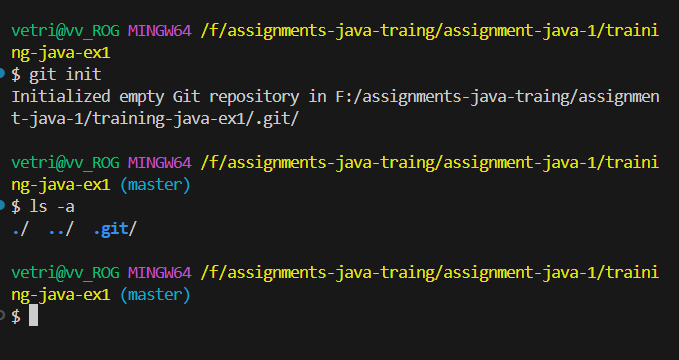 vetri@vv_ROG MINGW64 /f/assignments-java-traing/assignment-java-1/traini
ng-java-ex1
$ git init
Initialized empty Git repository in F:/assignments-java-traing/assignmen
t-java-1/training-java-ex1/.git/
vetri@vv_ROG MINGW64 /f/assignments-java-traing/assignment-java-1/traini
ng-java-ex1 (master)
$ ls -a
./  ../  .git/
vetri@vv_ROG MINGW64 /f/assignments-java-traing/assignment-java-1/traini
ng-java-ex1 (master)
$